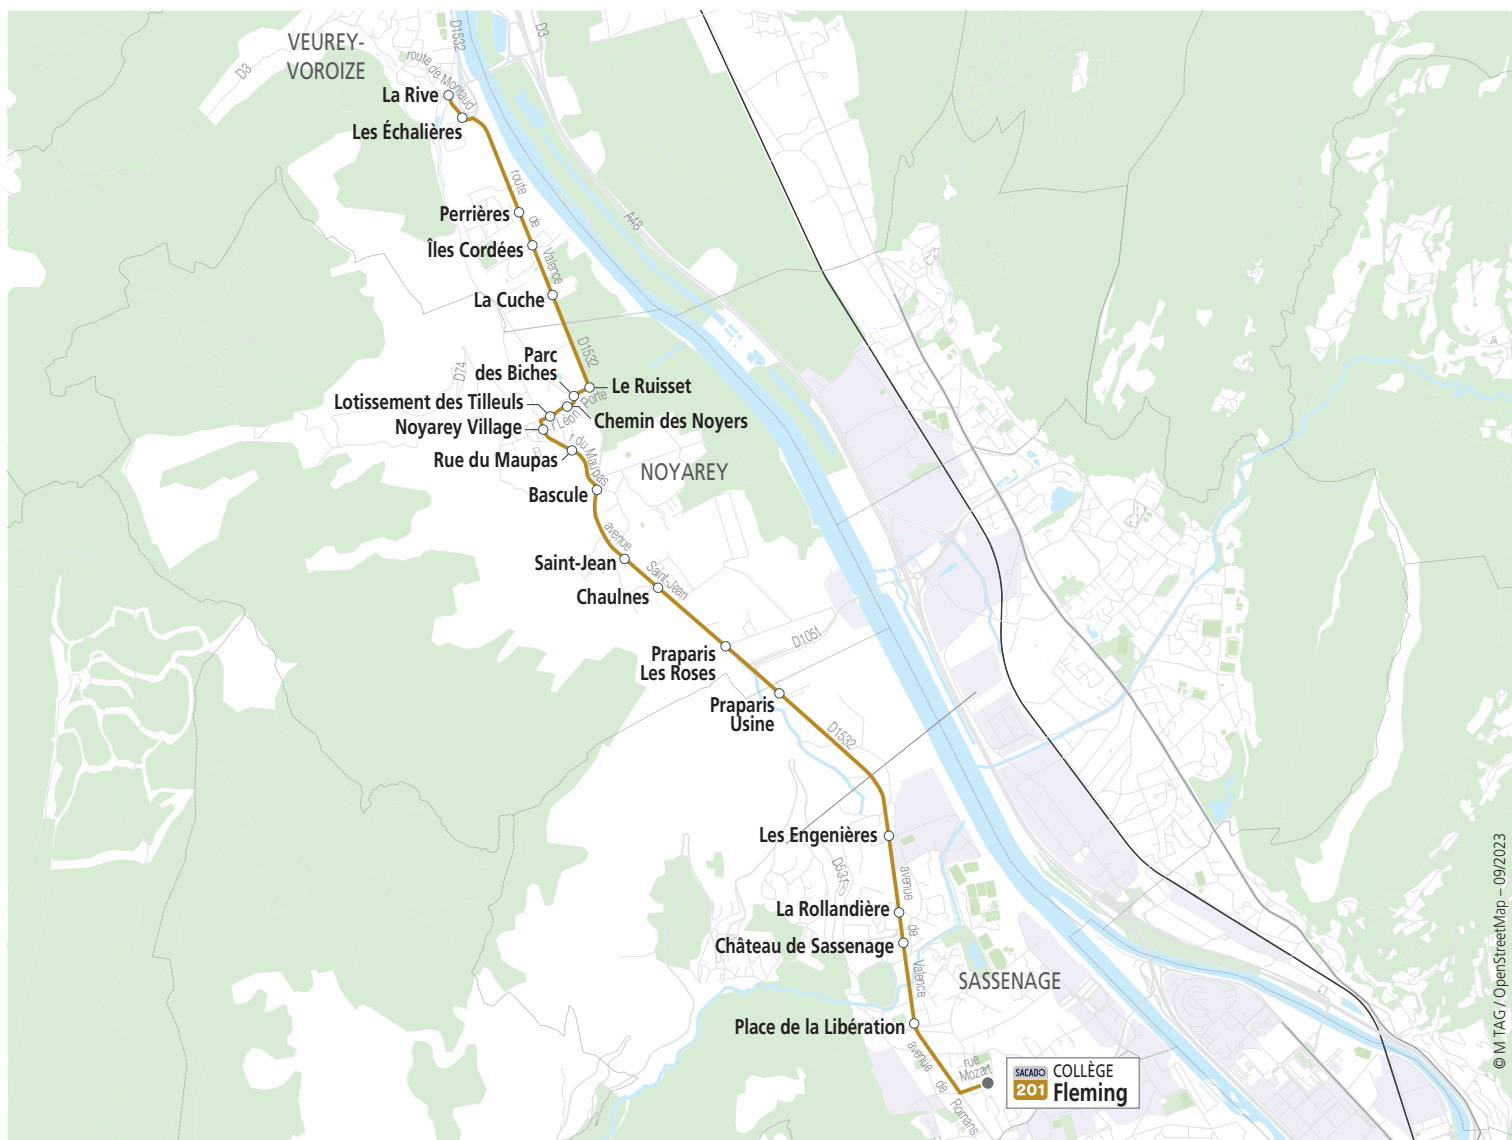 VEUREY-
VOROIZE
D3
D1532
D3
route de Montaud
La Rive
Les Échalières
A48
route
de
Valence
Perrières
Îles Cordées
La Cuche
D1532
D74
Parc
des Biches
Le Ruisset
Lotissement des Tilleuls
r Léon Porte
Chemin des Noyers
Noyarey Village
r du Maupas
Rue du Maupas
NOYAREY
Bascule
avenue
Saint-Jean
Saint-Jean
Chaulnes
D105f
Praparis
Les Roses
Praparis
Usine
D1532
Les Engenières
D531
avenue
de
Valence
La Rollandière
Château de Sassenage
SASSENAGE
Place de la Libération
avenue
de
Romans
rue
Mozart
SACADO
201
COLLÈGE
Fleming
© M TAG / OpenStreetMap – 09/2023